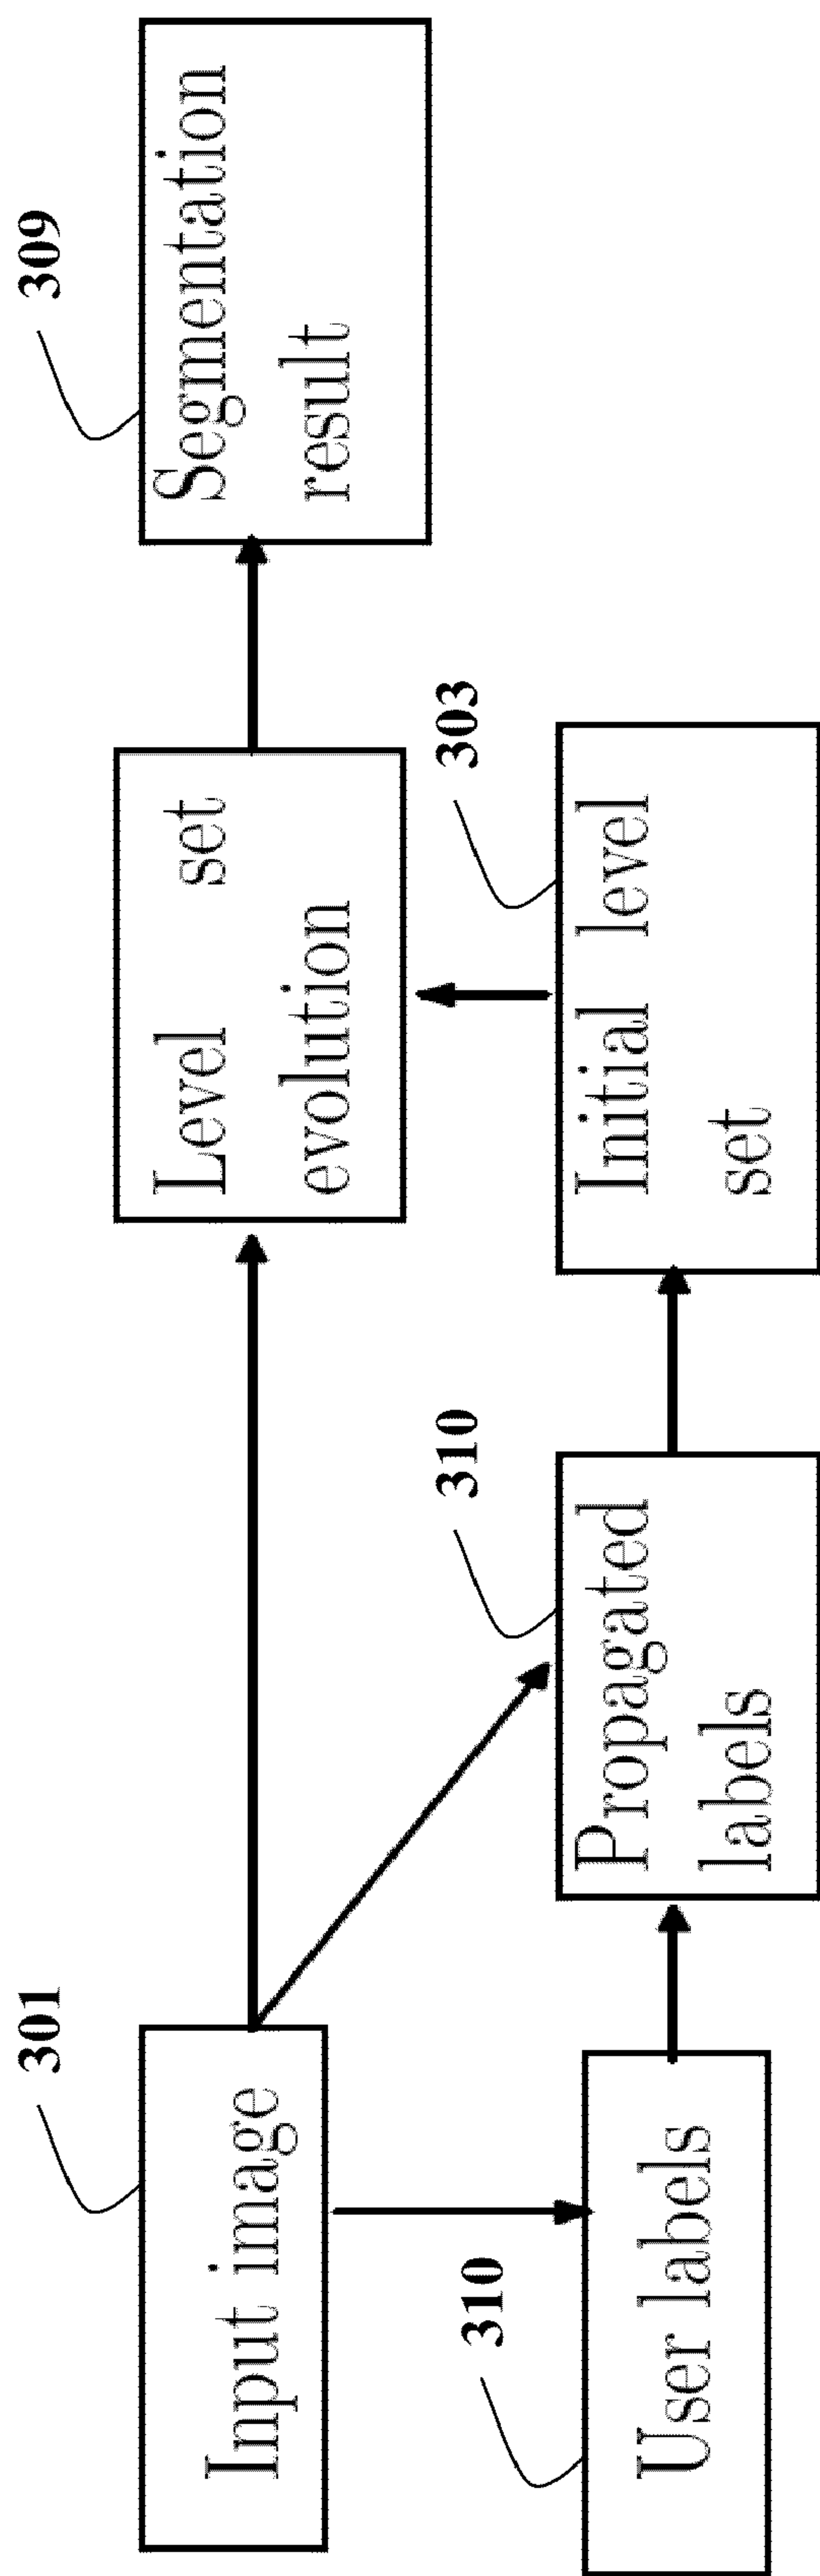 301
Input image
Level set
evolution
309
Segmentation
result
310
User labels
310
Propagated
labels
303
Initial level
set